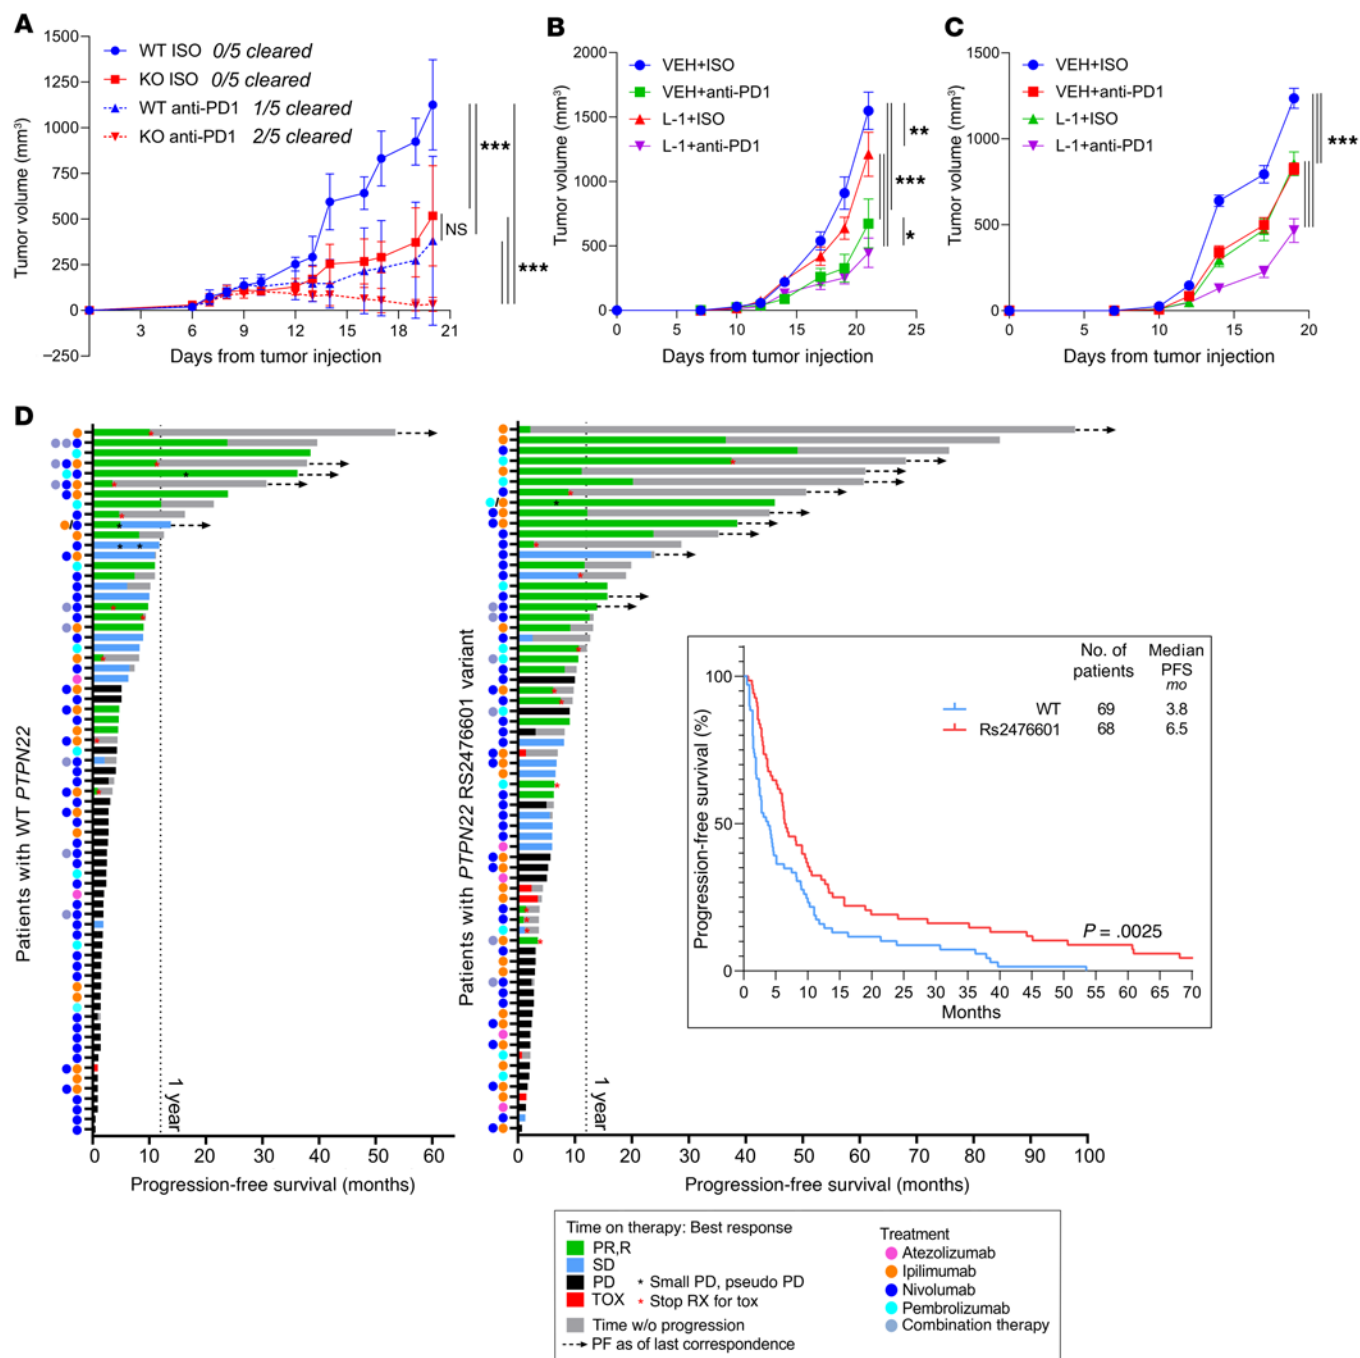 A
Tumor volume (mm³)
1500
1250
1000
750
500
250
0
−250
WT ISO 0/5 cleared
KO ISO 0/5 cleared
WT anti-PD1 1/5 cleared
KO anti-PD1 2/5 cleared
***
NS
***
3 6 9 12 15 18 21
Days from tumor injection
B
Tumor volume (mm³)
2000
1500
1000
500
0
VEH+ISO
VEH+anti-PD1
L-1+ISO
L-1+anti-PD1
**
***
*
0 5 10 15 20 25
Days from tumor injection
C
Tumor volume (mm³)
1500
1000
500
0
VEH+ISO
VEH+anti-PD1
L-1+ISO
L-1+anti-PD1
***
0 5 10 15 20
Days from tumor injection
D
Patients with WT PTPN22
1 year
0 10 20 30 40 50 60
Progression-free survival (months)
Patients with PTPN22 RS2476601 variant
1 year
0 10 20 30 40 50 60 70 80 90 100
Progression-free survival (months)
No. of patients
Median PFS
mo
WT 69 3.8
Rs2476601 68 6.5
Progression-free survival (%)
100
50
0
P = .0025
0 5 10 15 20 25 30 35 40 45 50 55 60 65 70
Months
Time on therapy: Best response
PR,R
SD
PD * Small PD, pseudo PD
TOX * Stop RX for tox
Time w/o progression
PF as of last correspondence
Treatment
Atezolizumab
Ipilimumab
Nivolumab
Pembrolizumab
Combination therapy